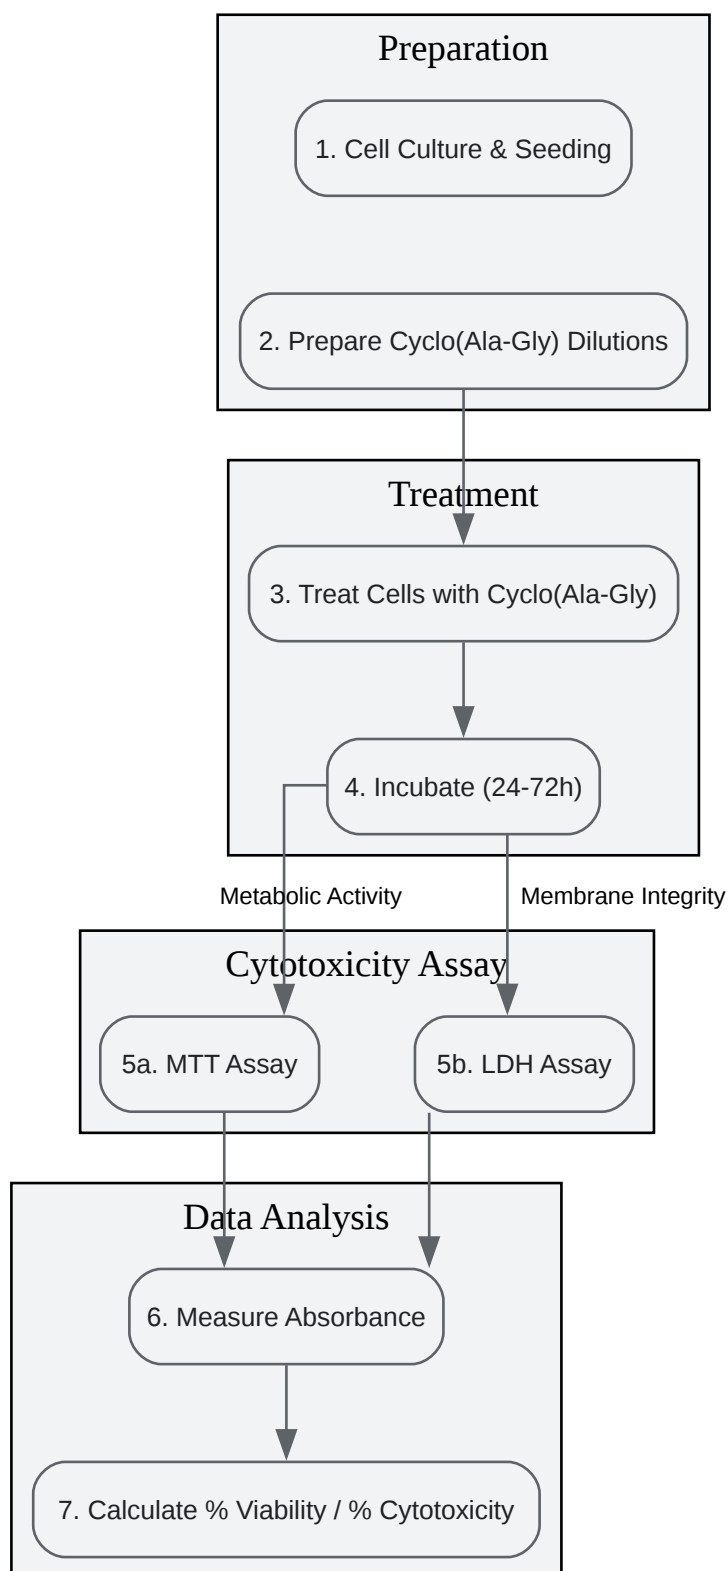 Preparation
1. Cell Culture & Seeding
2. Prepare Cyclo(Ala-Gly) Dilutions
Treatment
3. Treat Cells with Cyclo(Ala-Gly)
4. Incubate (24-72h)
Metabolic Activity
Membrane Integrity
Cytotoxicity Assay
5a. MTT Assay
5b. LDH Assay
Data Analysis
6. Measure Absorbance
7. Calculate % Viability / % Cytotoxicity